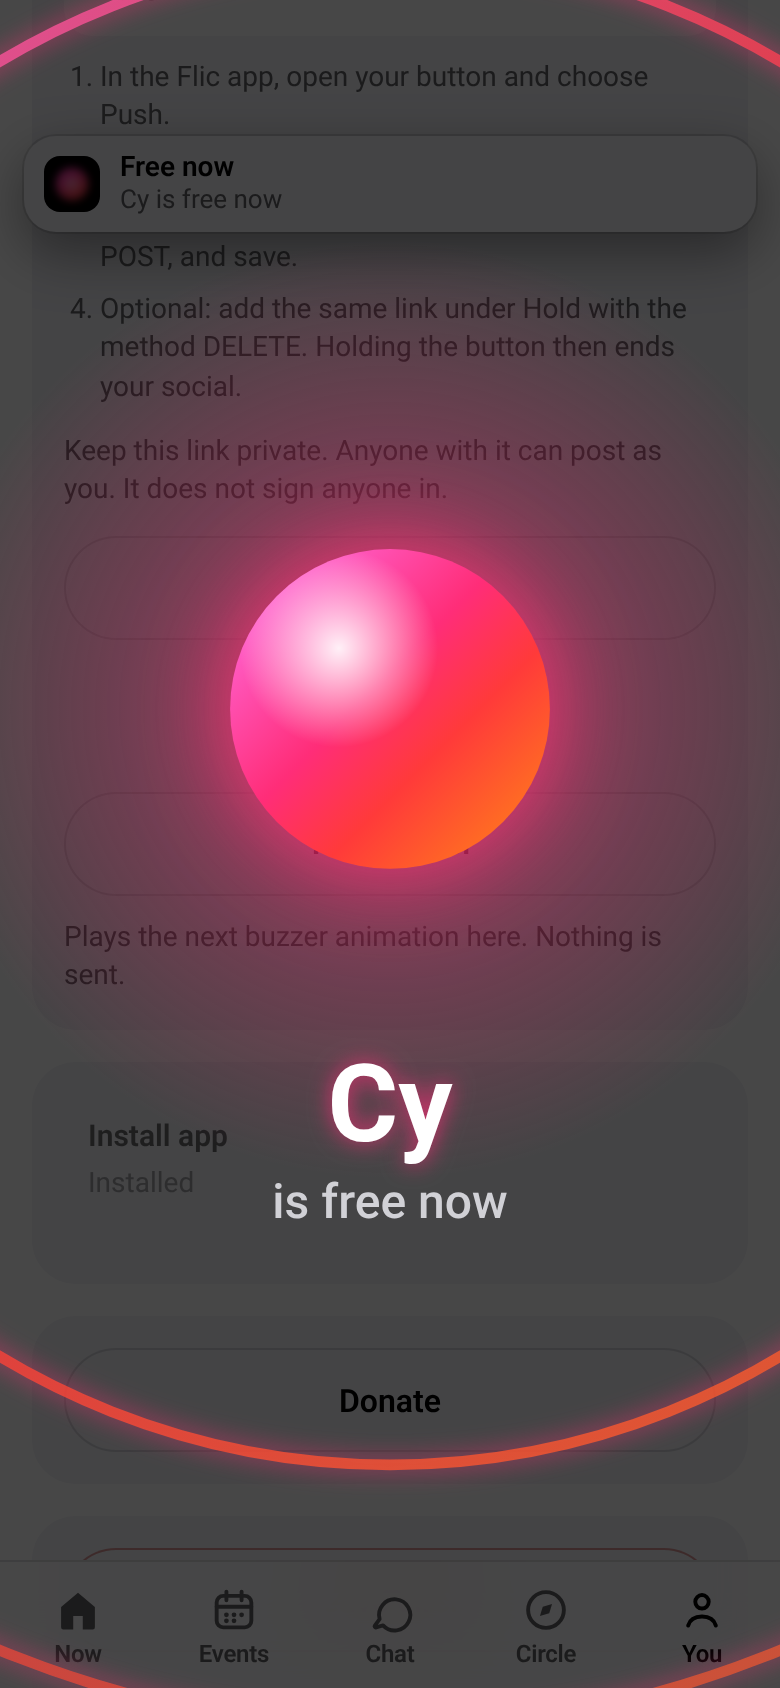 1. In the Flic app, open your button and choose
Push.
Free now
Cy is free now
POST, and save.
4. Optional: add the same link under Hold with the
method DELETE. Holding the button then ends
your social.
Keep this link private. Anyone with it can post as
you. It does not sign anyone in.
Plays the next buzzer animation here. Nothing is
sent.
Cy
is free now
Install app
Installed
Donate
Now
Events
Chat
Circle
You